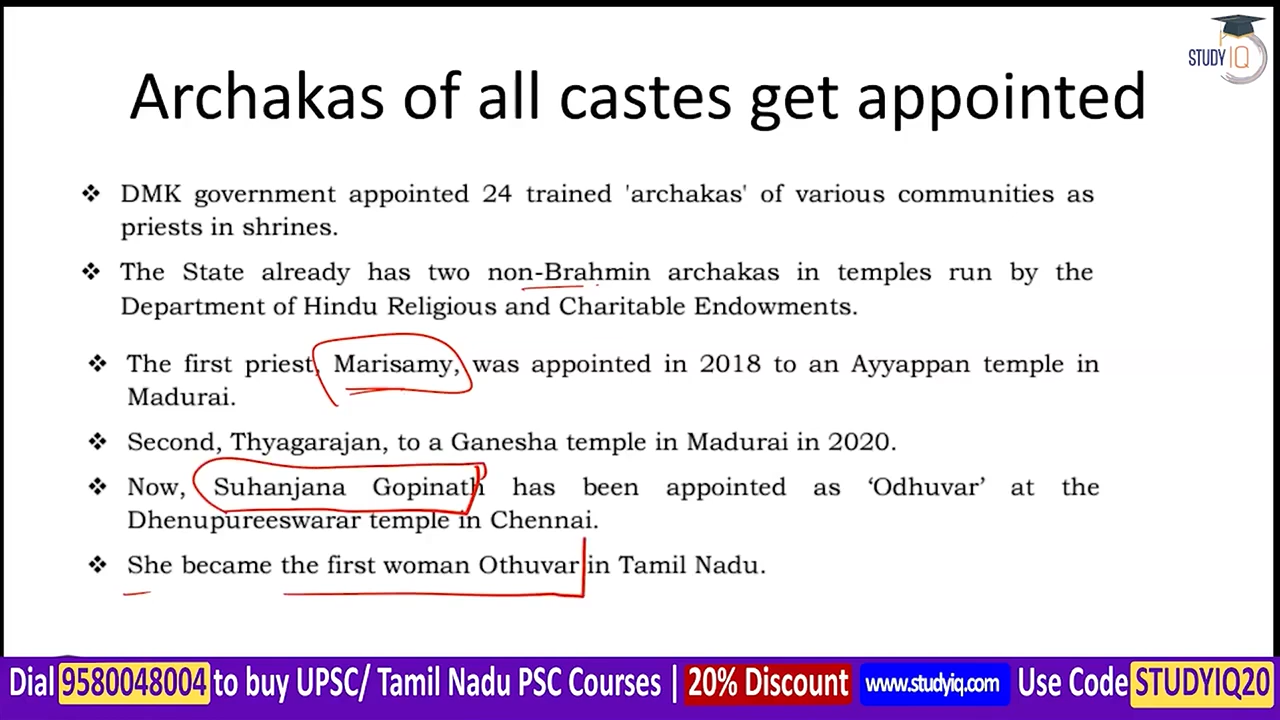 STUDY IQ
Archakas of all castes get appointed
❖ DMK government appointed 24 trained 'archakas' of various communities as
priests in shrines.
❖ The State already has two non-Brahmin archakas in temples run by the
Department of Hindu Religious and Charitable Endowments.
❖ The first priest, Marisamy, was appointed in 2018 to an Ayyappan temple in
Madurai.
❖ Second, Thyagarajan, to a Ganesha temple in Madurai in 2020.
❖ Now, Suhanjana Gopinath has been appointed as ‘Odhuvar’ at the
Dhenupureeswarar temple in Chennai.
❖ She became the first woman Othuvar in Tamil Nadu.
Dial 9580048004 to buy UPSC/ Tamil Nadu PSC Courses | 20% Discount www.studyiq.com Use Code STUDYIQ20